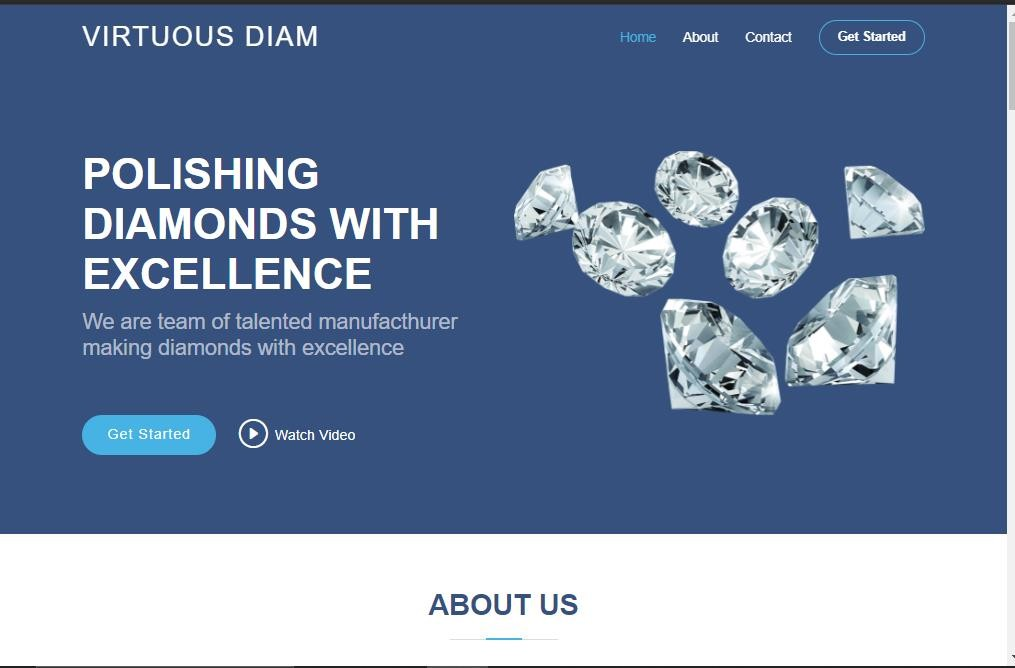 VIRTUOUS DIAM
Home About Contact Get Started
POLISHING
DIAMONDS WITH
EXCELLENCE
We are team of talented manufacthurer
making diamonds with excellence
Get Started Watch Video
ABOUT US